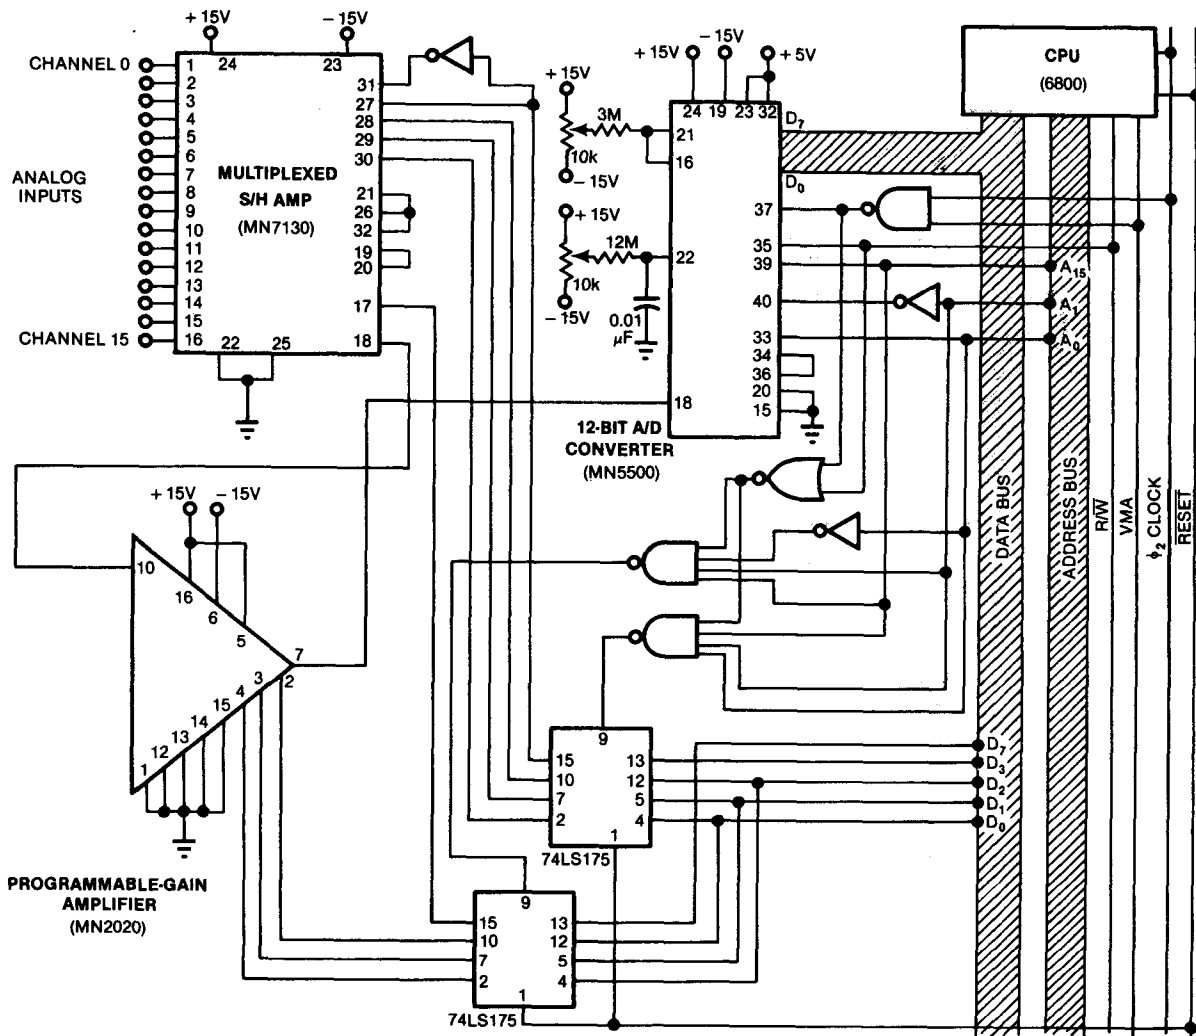 +15V
-15V
24
23
CHANNEL 0
1
2
3
4
5
6
7
8
9
10
11
12
13
14
15
16
CHANNEL 15
ANALOG
INPUTS
MULTIPLEXED
S/H AMP
(MN7130)
31
27
28
29
30
21
26
32
19
20
17
18
22
25
+15V
3M
10k
-15V
+15V
12M
10k
-15V
0.01
µF
+15V
-15V
+5V
24
19
23
32
21
16
22
18
D7
D0
37
35
39
40
33
34
36
20
15
12-BIT A/D
CONVERTER
(MN5500)
CPU
(6800)
A15
A1
A0
DATA BUS
ADDRESS BUS
R/W̅
VMA
ϕ2 CLOCK
R̅E̅S̅E̅T̅
+15V
-15V
10
16
6
5
7
2
3
4
15
14
13
12
1
PROGRAMMABLE-GAIN
AMPLIFIER
(MN2020)
9
15
10
7
2
13
12
5
4
1
74LS175
D7
D3
D2
D1
D0
9
15
10
7
2
13
12
5
4
1
74LS175